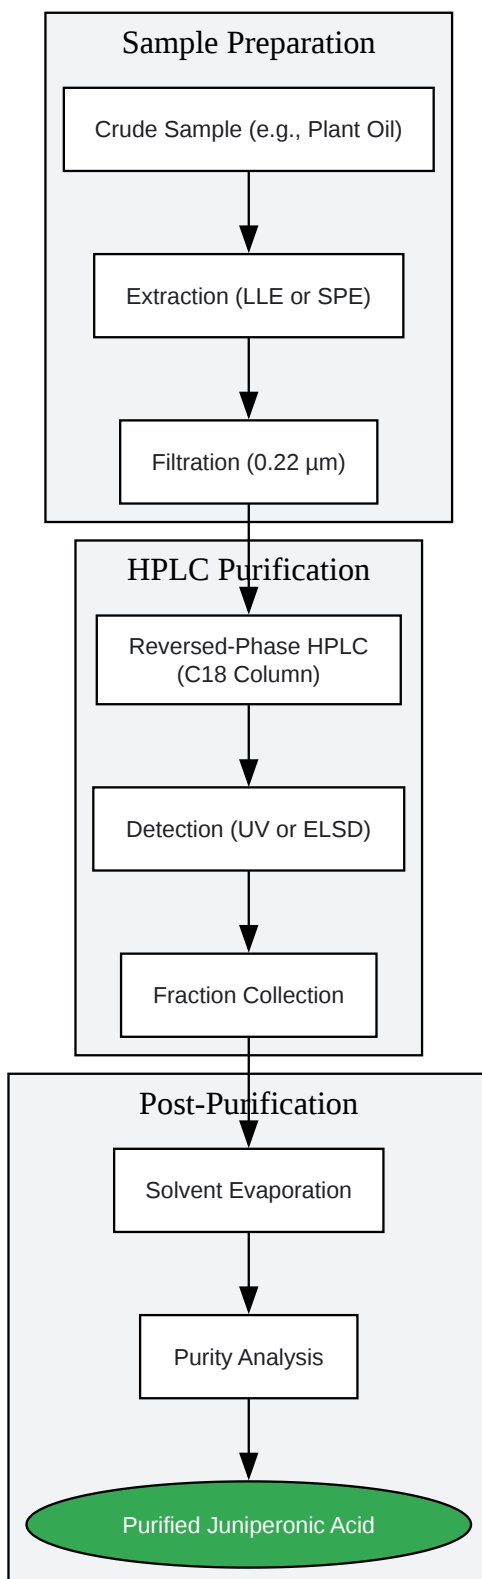 Sample Preparation
Crude Sample (e.g., Plant Oil)
Extraction (LLE or SPE)
Filtration (0.22 µm)
HPLC Purification
Reversed-Phase HPLC
(C18 Column)
Detection (UV or ELSD)
Fraction Collection
Post-Purification
Solvent Evaporation
Purity Analysis
Purified Juniperonic Acid